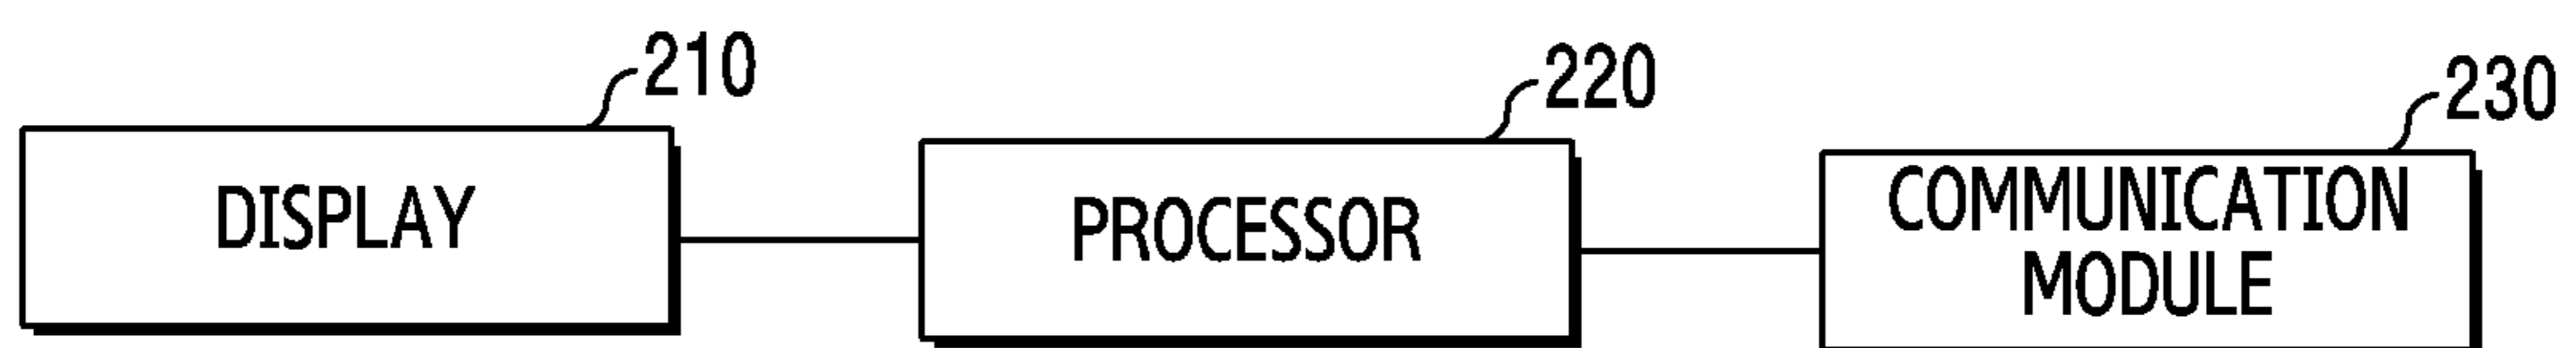 210
220
230
DISPLAY
PROCESSOR
COMMUNICATION
MODULE